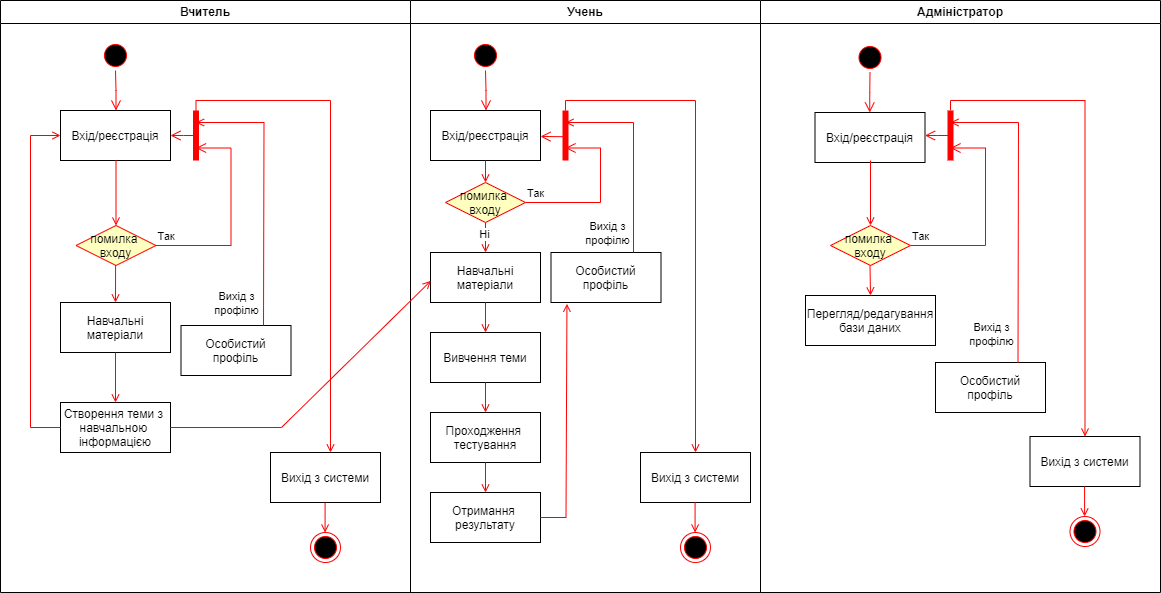 Вчитель
Учень
Адміністратор
Вхід/реєстрація
помилка
входу
Так
Навчальні
матеріали
Вихід з
профілю
Особистий
профіль
Створення теми з
навчальною
інформацією
Вихід з системи
Вхід/реєстрація
помилка
входу
Так
Ні
Навчальні
матеріали
Вихід з
профілю
Особистий
профіль
Вивчення теми
Проходження
тестування
Отримання
результату
Вихід з системи
Вхід/реєстрація
помилка
входу
Так
Перегляд/редагування
бази даних
Вихід з
профілю
Особистий
профіль
Вихід з системи